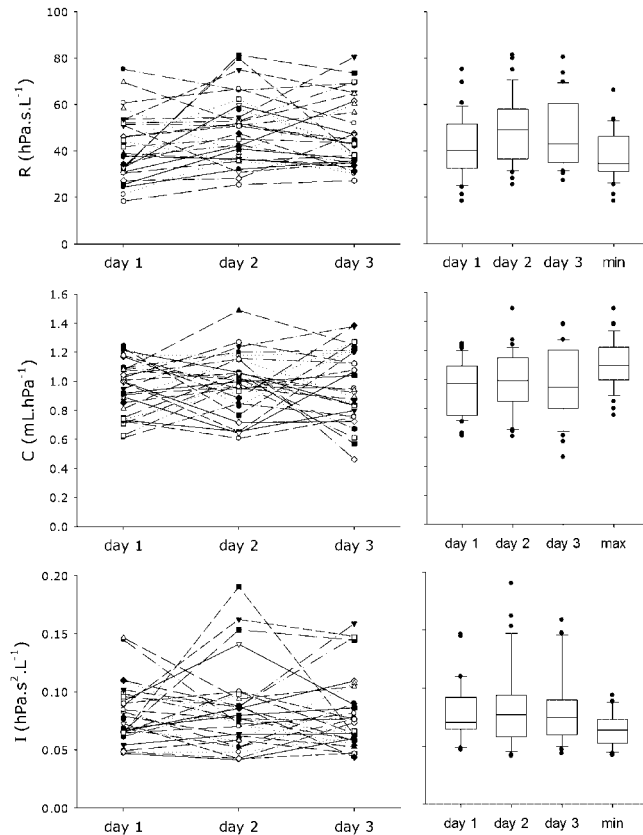 100
80
60
40
20
0
R (hPa.s.L⁻¹)
day 1 day 2 day 3
day 1 day 2 day 3 min
1.6
1.4
1.2
1.0
0.8
0.6
0.4
0.2
0.0
C (mL.hPa⁻¹)
day 1 day 2 day 3
day 1 day 2 day 3 max
0.20
0.15
0.10
0.05
0.00
I (hPa.s².L⁻¹)
day 1 day 2 day 3
day 1 day 2 day 3 min